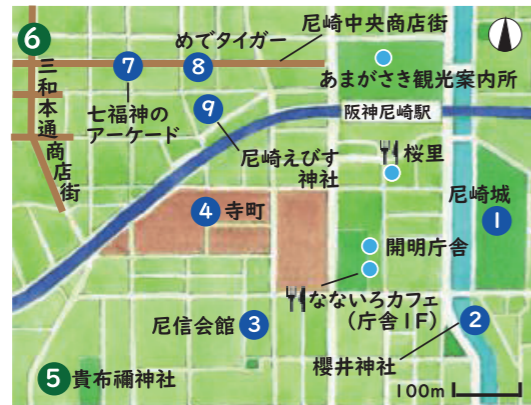 尼崎中央商店街
めでタイガー
6
三和本通商店街
7
8
あまがさき観光案内所
七福神の
アーケード
9
阪神尼崎駅
尼崎えびす
神社
桜里
尼崎城
1
4 寺町
開明庁舎
なないろカフェ
(庁舎1F)
尼信会館 3
2
櫻井神社
5 貴布禰神社
100m